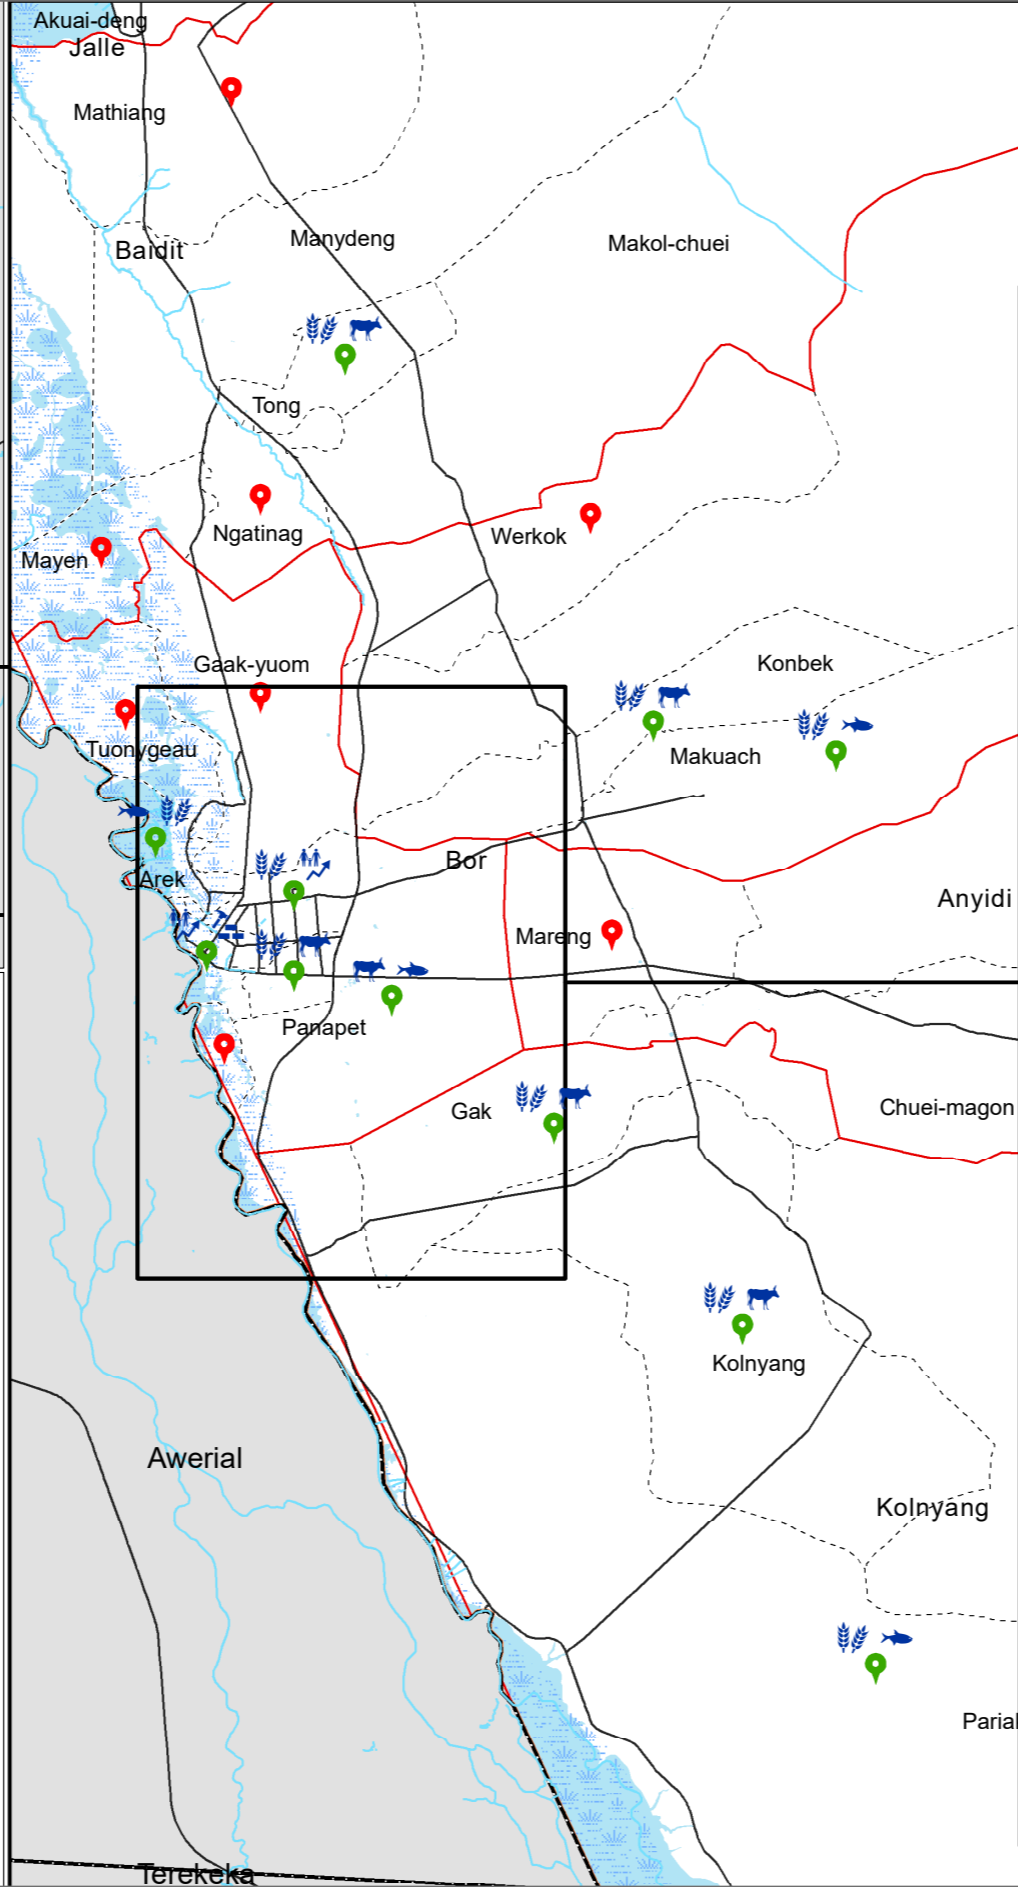 Akuai-deng
Jalle
Mathiang
Baidit
Manydeng
Makol-chuei
Tong
Ngatinag
Werkok
Mayen
Gaak-yuom
Konbek
Tuonygeau
Makuach
Arek
Bor
Anyidi
Mareng
Panapet
Gak
Chuei-magon
Kolnyang
Awerial
Kolnyang
Parial
Terekeka